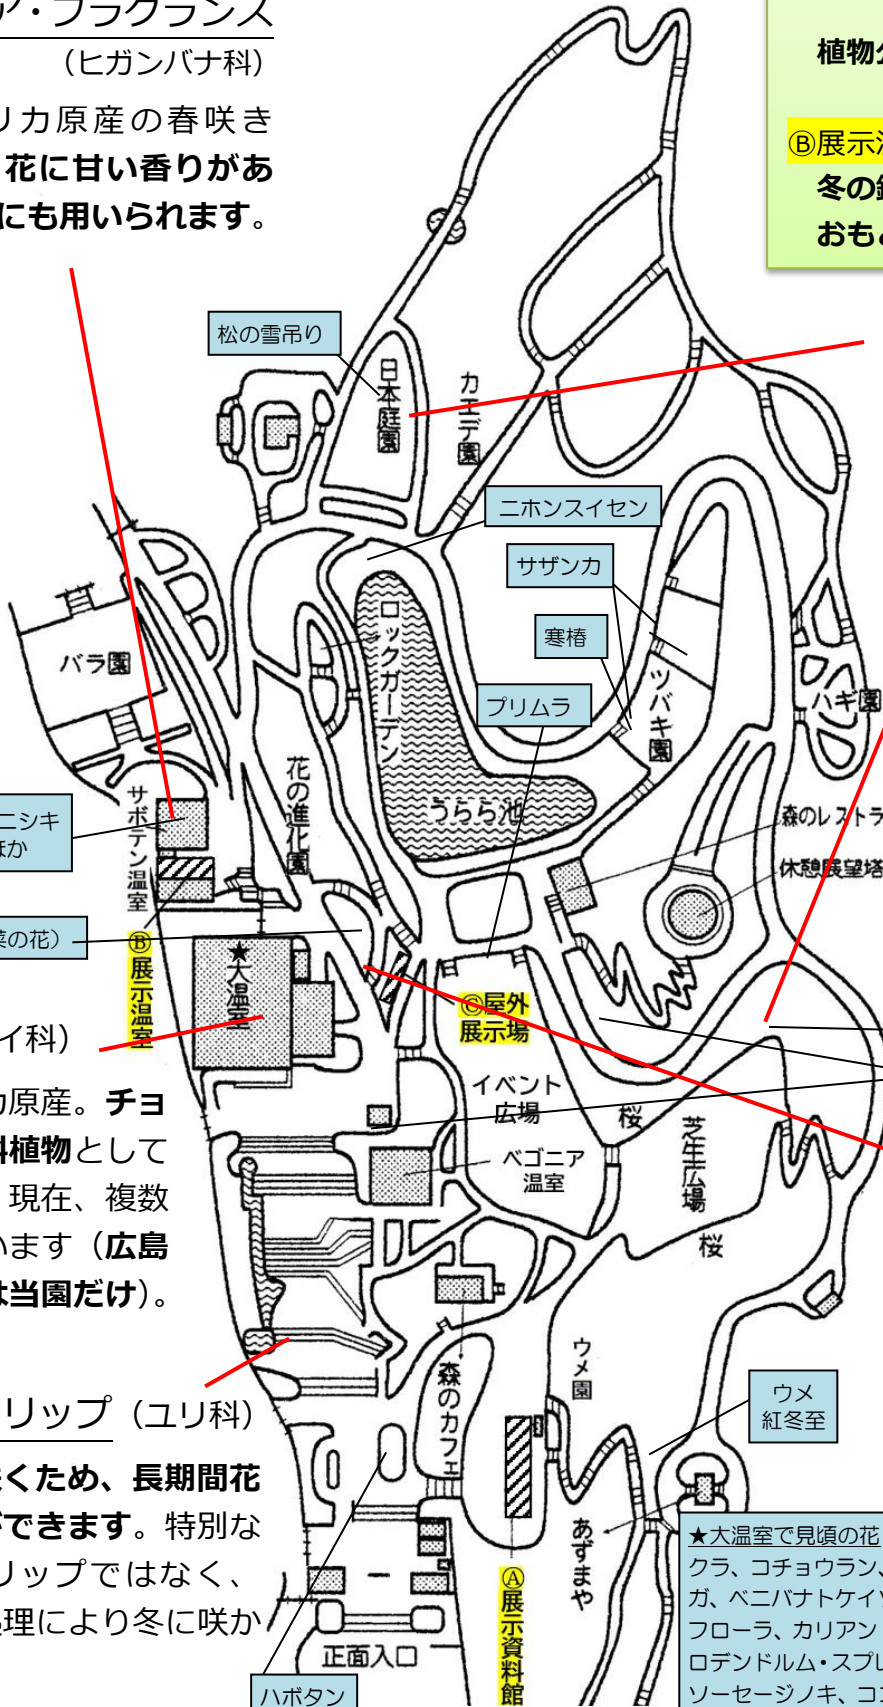 ア・フラグランス
（ヒガンバナ科）
リカ原産の春咲き
花に甘い香りがあ
にも用いられます。
植物
Ⓑ展示
冬の
おも
松の雪吊り
日本庭園
カエデ園
ニホンスイセン
サザンカ
寒椿
プリムラ
ロックガーデン
ツバキ園
うらら池
バラ園
ハギ園
花の進化園
サボテン温室
ニシキ
ほか
菜の花）
Ⓑ展示温室
★大温室
森のレストラ
休憩展望塔
Ⓒ屋外
展示場
イベント
広場
桜
芝生広場
桜
ベゴニア
温室
イ科）
カ原産。チョ
料植物として
現在、複数
います（広島
は当園だけ）。
リップ（ユリ科）
くため、長期間花
ができます。特別な
リップではなく、
処理により冬に咲か
森のカフェ
ウメ園
ウメ
紅冬至
あずまや
Ⓐ展示資料館
正面入口
ハボタン
★大温室で見頃の花
クラ、コチョウラン、
ガ、ベニバナトケイソ
フローラ、カリアン
ロデンドルム・スプレ
ソーセージノキ、コ